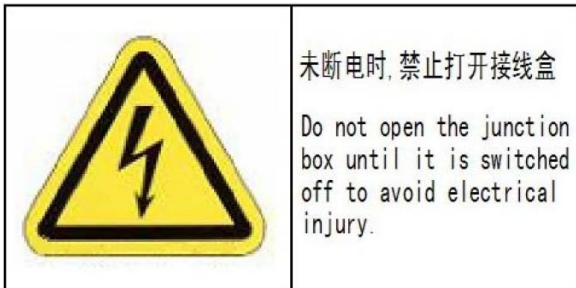 未断电时,禁止打开接线盒
Do not open the junction
box until it is switched
off to avoid electrical
injury.